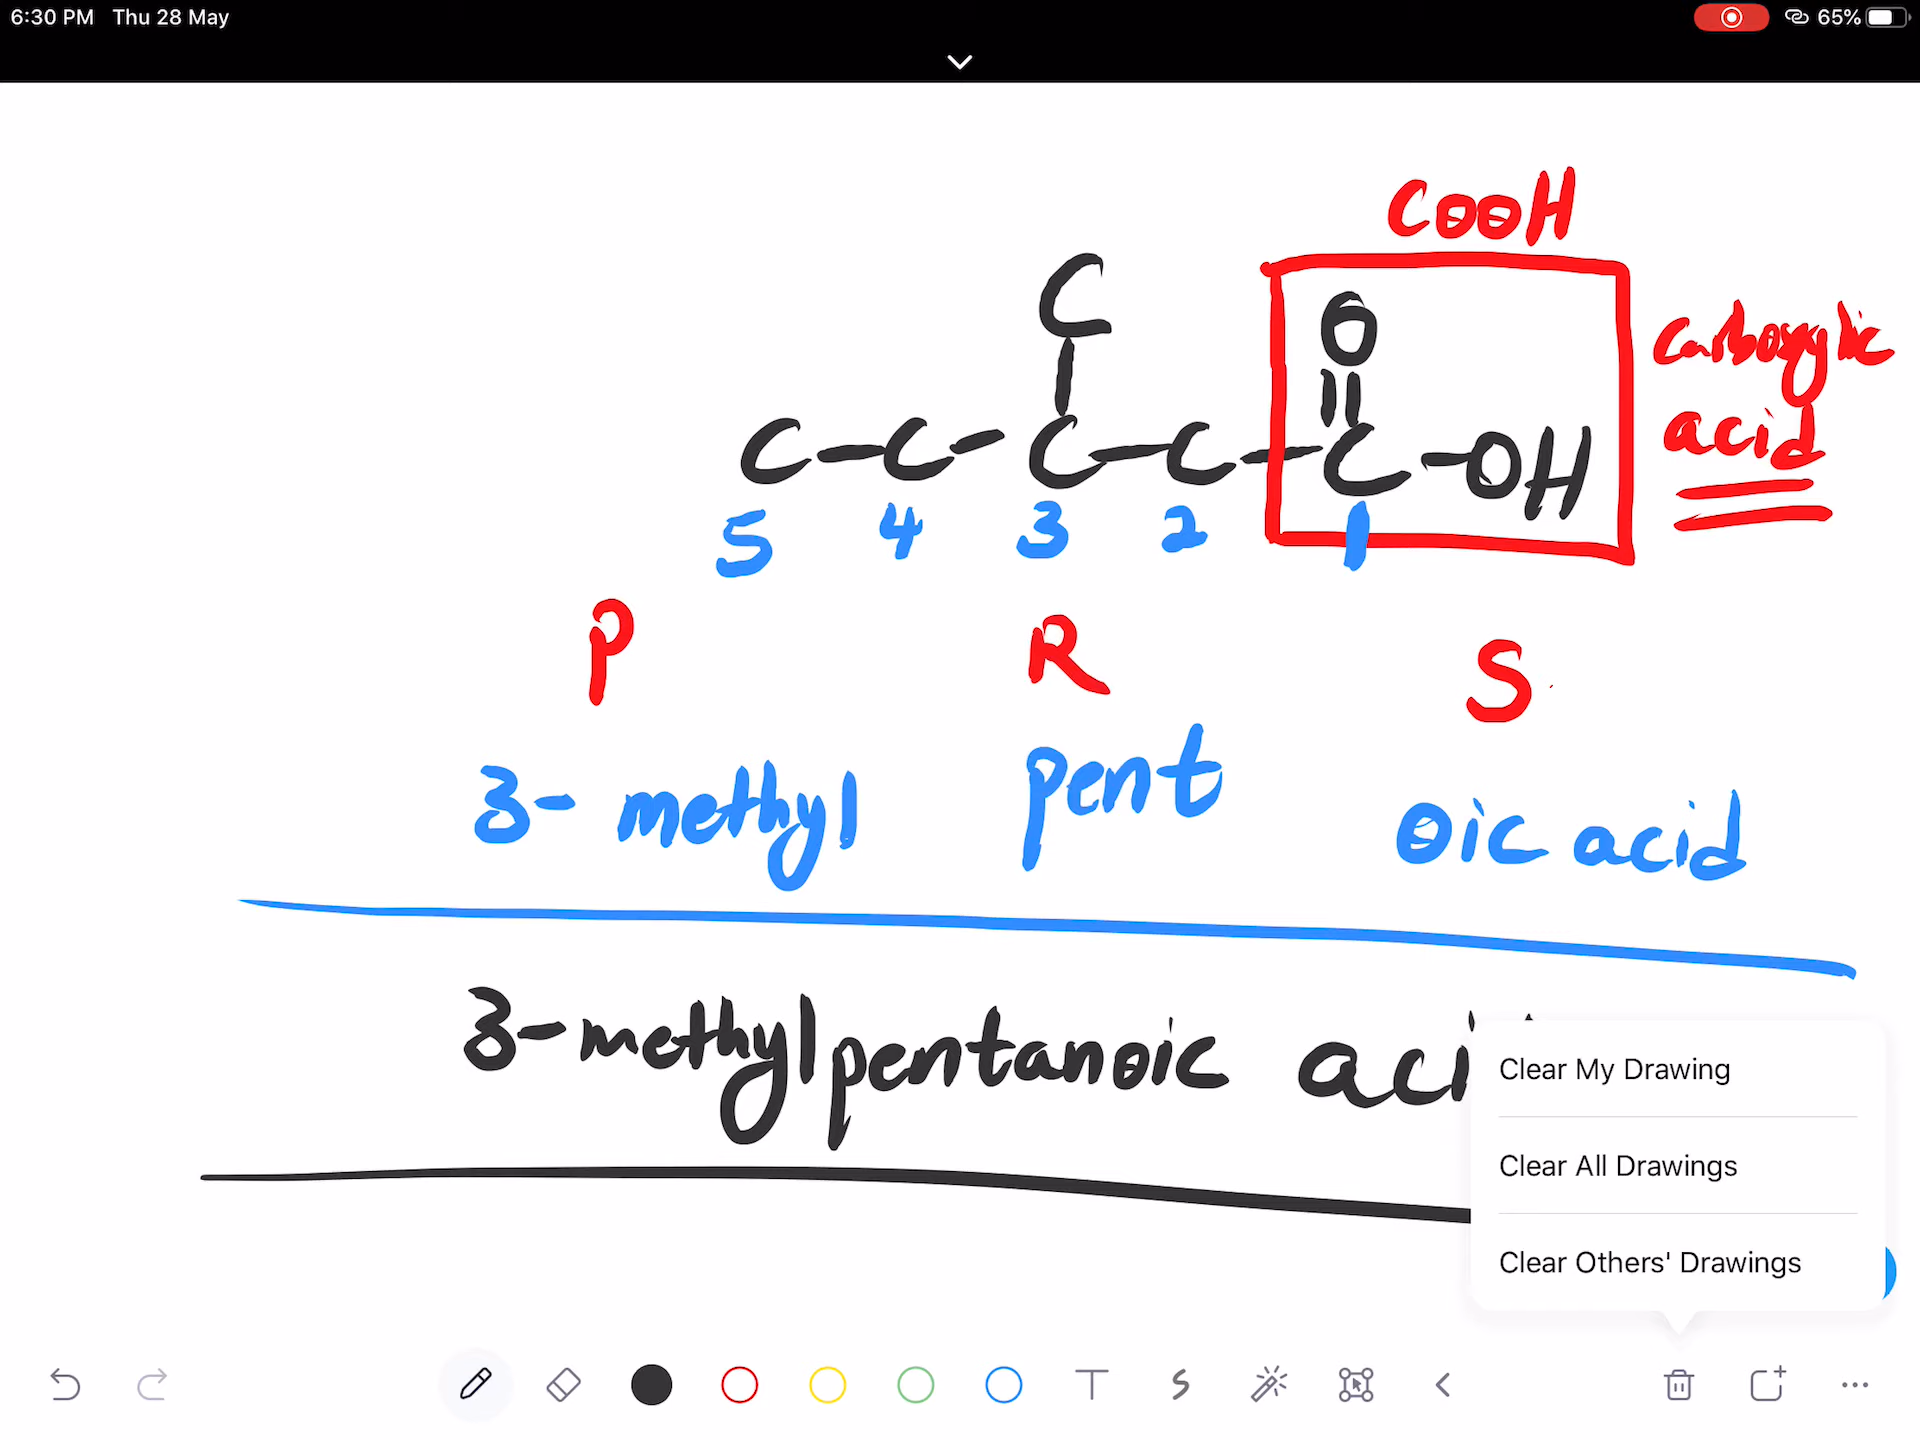 6:30 PM Thu 28 May 65%
COOH
C O
C-C-C-C-C-OH
carboxylic
acid
5 4 3 2 1
P R S
3-methyl pent oic acid
3-methylpentanoic aci
Clear My Drawing
Clear All Drawings
Clear Others' Drawings
T